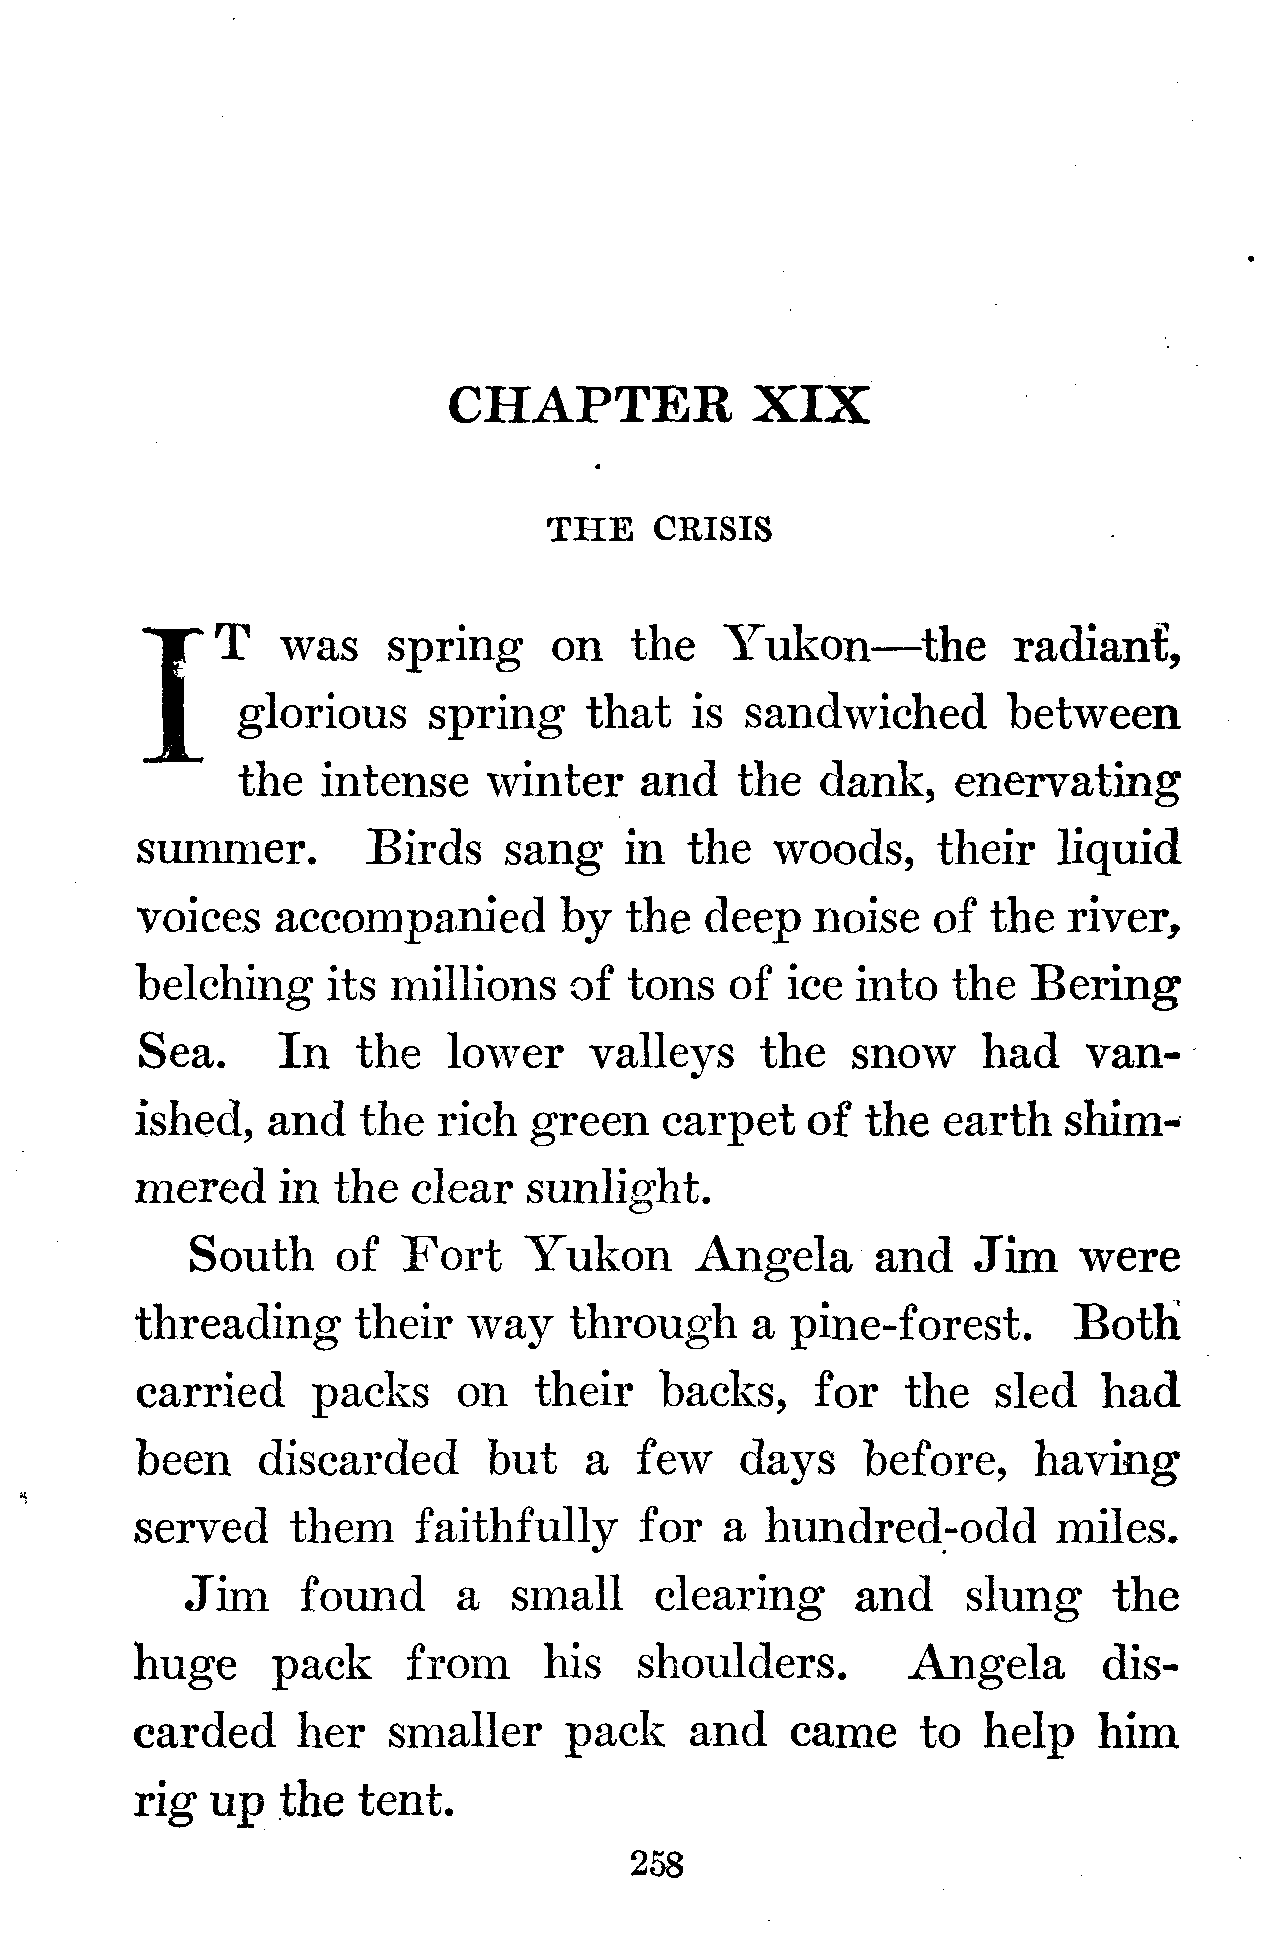 CHAPTER XIX
THE CRISIS
IT was spring on the Yukon—the radiant,
glorious spring that is sandwiched between
the intense winter and the dank, enervating
summer. Birds sang in the woods, their liquid
voices accompanied by the deep noise of the river,
belching its millions of tons of ice into the Bering
Sea. In the lower valleys the snow had van-
ished, and the rich green carpet of the earth shim-
mered in the clear sunlight.
South of Fort Yukon Angela and Jim were
threading their way through a pine-forest. Both
carried packs on their backs, for the sled had
been discarded but a few days before, having
served them faithfully for a hundred-odd miles.
Jim found a small clearing and slung the
huge pack from his shoulders. Angela dis-
carded her smaller pack and came to help him
rig up the tent.
258